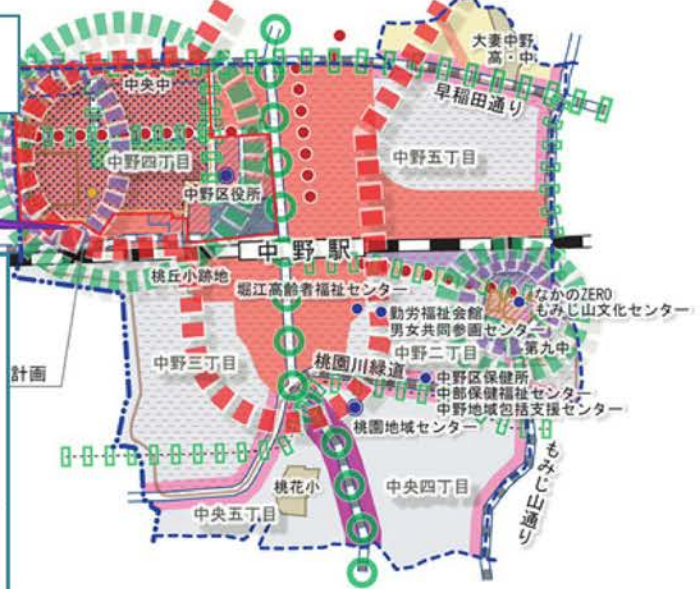 大妻中野
高・中
中央中
早稲田通り
中野四丁目
中野五丁目
中野区役所
中野駅
桃丘小跡地
堀江高齢者福祉センター
なかのZERO
もみじ山文化センター
勤労福祉会館
男女共同参画センター
第九中
中野三丁目
桃園川緑道
中野二丁目
計画
中野区保健所
中部保健福祉センター
中野地域包括支援センター
桃園地域センター
もみじ山通り
桃花小
中央四丁目
中央五丁目